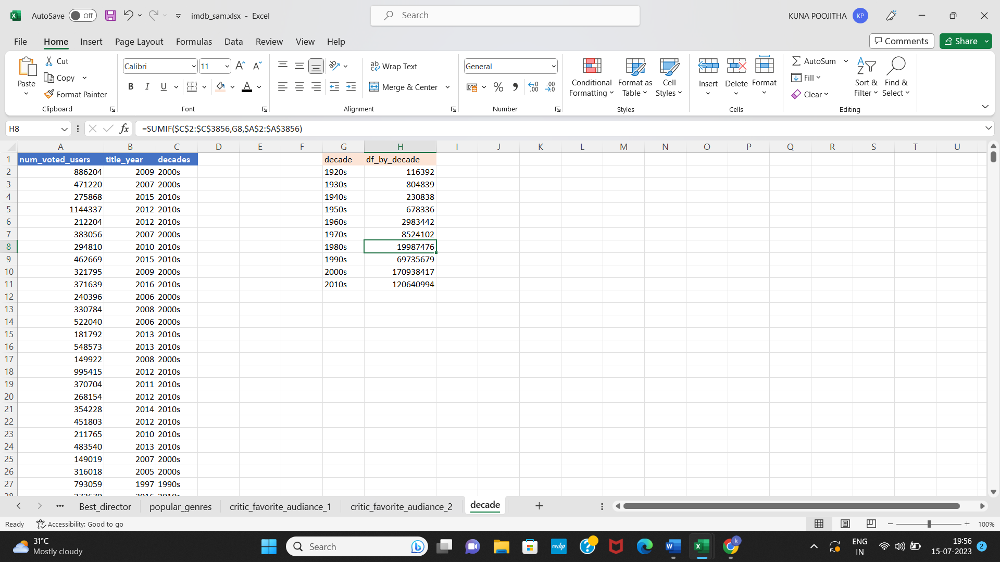 AutoSave Off imdb_sam.xlsx - Excel Search KUNA POOJITHA KP
File Home Insert Page Layout Formulas Data Review View Help Comments Share
Paste Cut Copy Format Painter Clipboard
Calibri 11 B I U A Font
ab Wrap Text Merge & Center Alignment
General % Number
Conditional Formatting Format as Table Cell Styles Styles
Insert Delete Format Cells
AutoSum Fill Clear Sort & Filter Find & Select Editing
H8 fx =SUMIF($C$2:$C$3856,G8,$A$2:$A$3856)
A B C D E F G H I J K L M N O P Q R S T U
1 num_voted_users title_year decades decade df_by_decade
2 886204 2009 2000s 1920s 116392
3 471220 2007 2000s 1930s 804839
4 275868 2015 2010s 1940s 230838
5 1144337 2012 2010s 1950s 678336
6 212204 2012 2010s 1960s 2983442
7 383056 2007 2000s 1970s 8524102
8 294810 2010 2010s 1980s 19987476
9 462669 2015 2010s 1990s 69735679
10 321795 2009 2000s 2000s 170938417
11 371639 2016 2010s 2010s 120640994
12 240396 2006 2000s
13 330784 2008 2000s
14 522040 2006 2000s
15 181792 2013 2010s
16 548573 2013 2010s
17 149922 2008 2000s
18 995415 2012 2010s
19 370704 2011 2010s
20 268154 2012 2010s
21 354228 2014 2010s
22 451803 2012 2010s
23 211765 2010 2010s
24 483540 2013 2010s
25 149019 2007 2000s
26 316018 2005 2000s
27 793059 1997 1990s
Best_director popular_genres critic_favorite_audiance_1 critic_favorite_audiance_2 decade
Ready Accessibility: Good to go 100%
31°C
Mostly cloudy
Search myhp
ENG
IN
19:56
15-07-2023 2